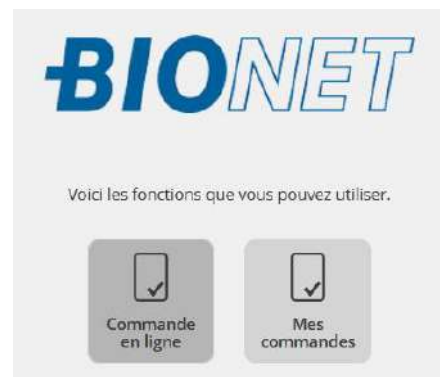 BIONET
Voici les fonctions que vous pouvez utiliser.
Commande
en ligne
Mes
commandes